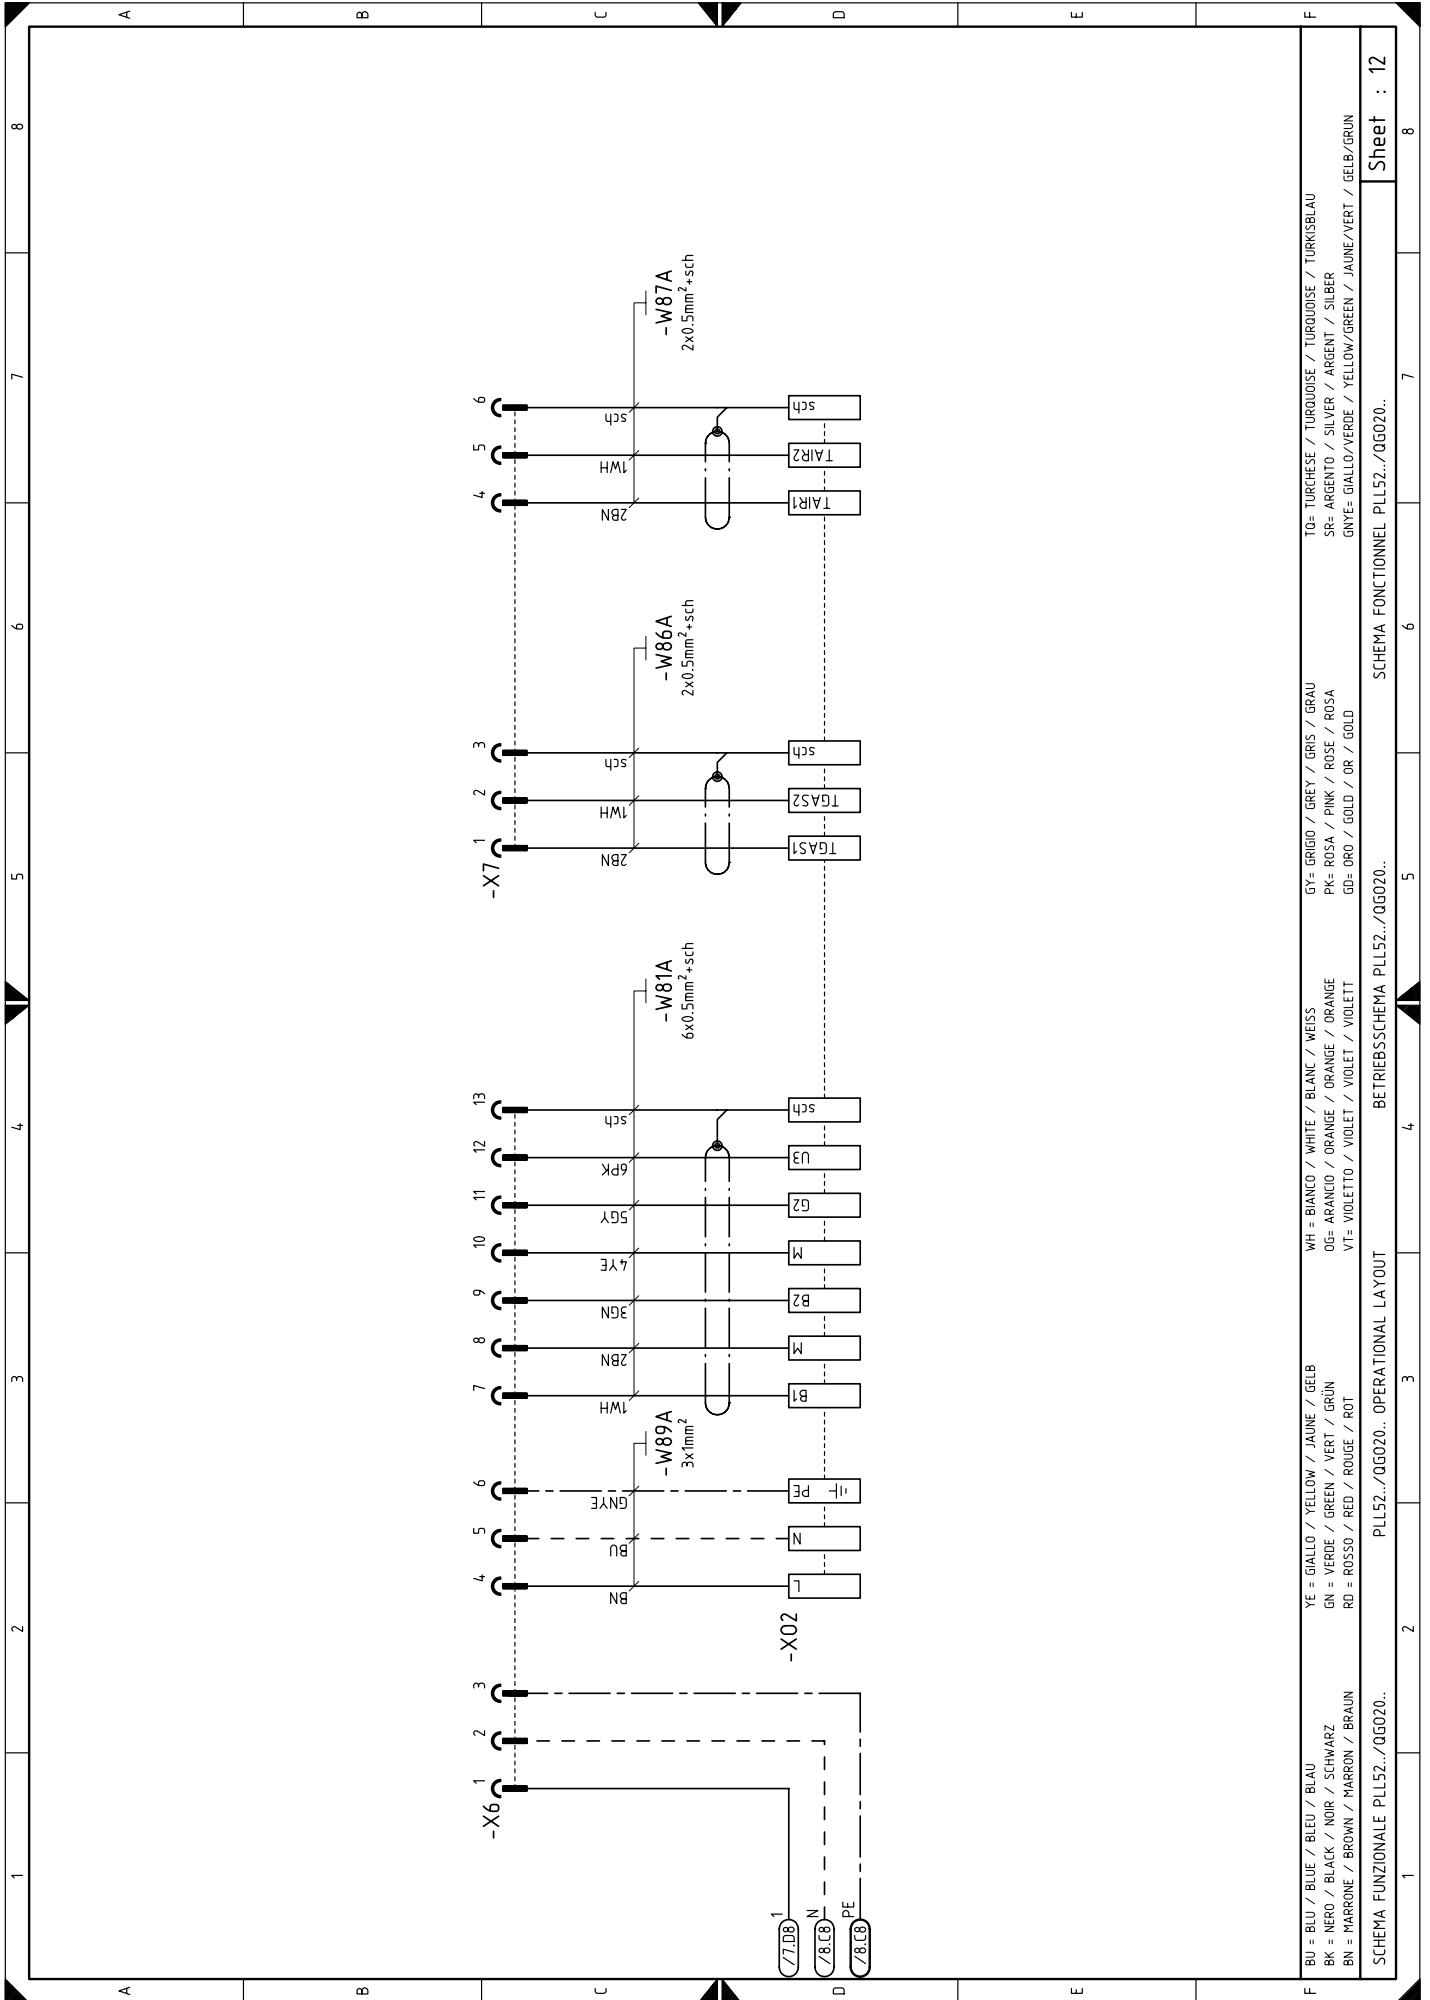 1 2 3 4 5 6 7 8
A
B
C
D
E
F
-X6
1 2 3 4 5 6 7 8 9 10 11 12 13
-X7
1 2 3 4 5 6
BN BU GNYE
-W89A
3x1mm²
1WH 2BN 3GN 4YE 5GY 6PK sch
-W81A
6x0.5mm²+sch
2BN 1WH sch
-W86A
2x0.5mm²+sch
2BN 1WH sch
-W87A
2x0.5mm²+sch
-X02
L N PE B1 M B2 M G2 U3 sch TGAS1 TGAS2 sch TAIR1 TAIR2 sch
/7.D8 1
/8.C8 N
/8.C8 PE
A
B
C
D
E
F
BU = BLU / BLUE / BLEU / BLAU
BK = NERO / BLACK / NOIR / SCHWARZ
BN = MARRONE / BROWN / MARRON / BRAUN
YE = GIALLO / YELLOW / JAUNE / GELB
GN = VERDE / GREEN / VERT / GRÜN
RD = ROSSO / RED / ROUGE / ROT
WH = BIANCO / WHITE / BLANC / WEISS
OG= ARANCIO / ORANGE / ORANGE / ORANGE
VT= VIOLETTO / VIOLET / VIOLET / VIOLETT
GY= GRIGIO / GREY / GRIS / GRAU
PK= ROSA / PINK / ROSE / ROSA
GD= ORO / GOLD / OR / GOLD
TQ= TURCHESE / TURQUOISE / TURQUOISE / TURKISBLAU
SR= ARGENTO / SILVER / ARGENT / SILBER
GNYE= GIALLO/VERDE / YELLOW/GREEN / JAUNE/VERT / GELB/GRUN
SCHEMA FUNZIONALE PLL52../QGO20..
PLL52../QGO20.. OPERATIONAL LAYOUT
BETRIEBSSCHEMA PLL52../QGO20..
SCHEMA FONCTIONNEL PLL52../QGO20..
Sheet : 12
1 2 3 4 5 6 7 8